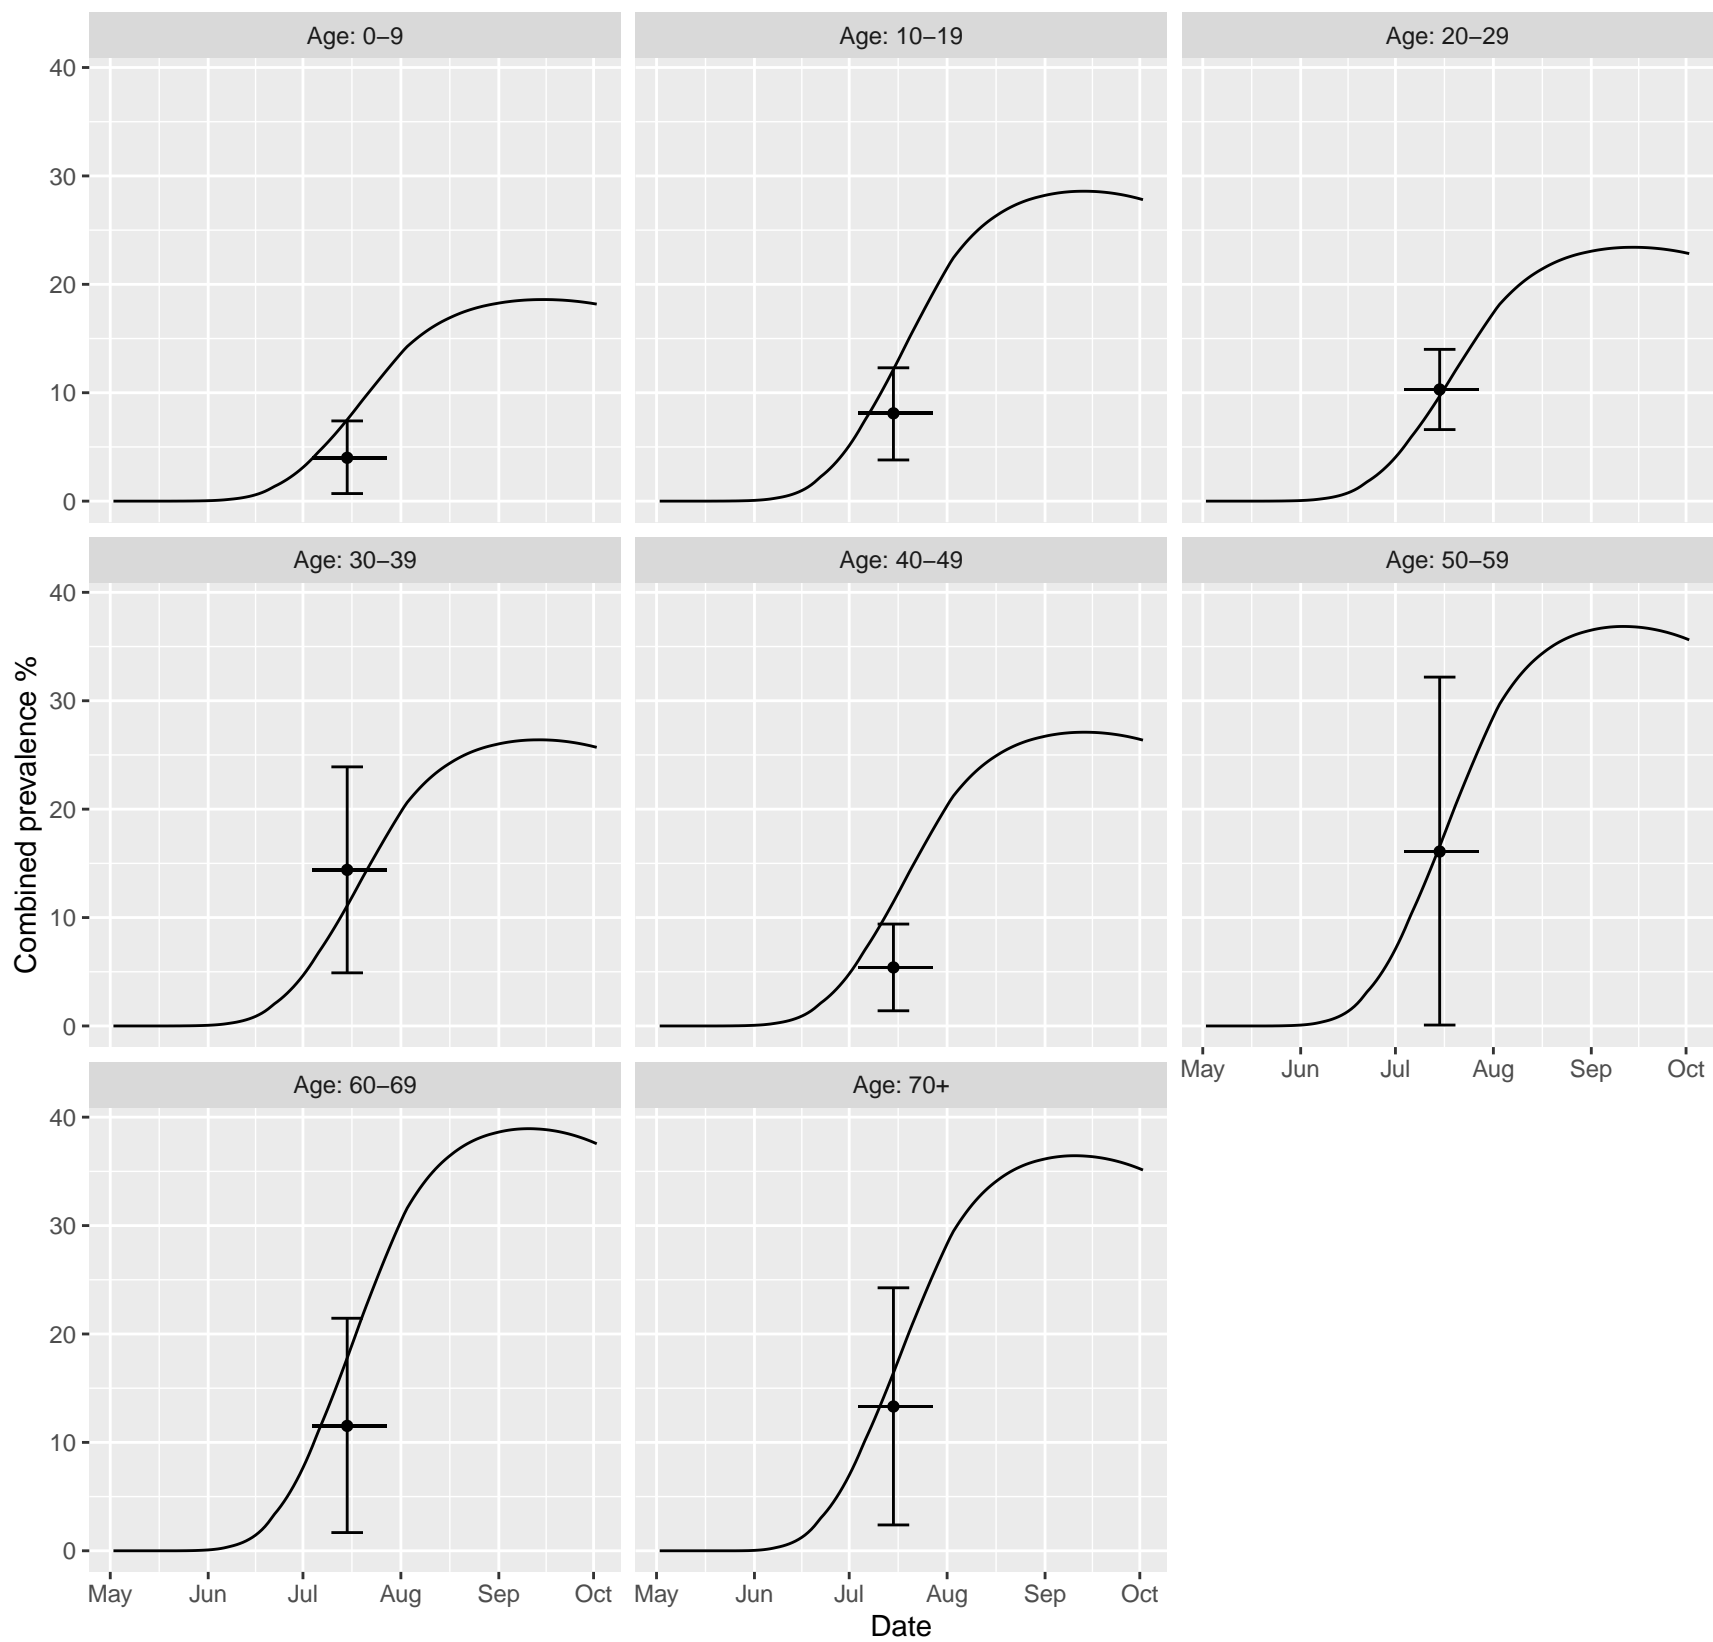 Age: 0–9
Age: 10–19
Age: 20–29
40
30
20
10
0
Age: 30–39
Age: 40–49
Age: 50–59
40
30
20
10
0
Combined prevalence %
May Jun Jul Aug Sep Oct
Age: 60–69
Age: 70+
40
30
20
10
0
May Jun Jul Aug Sep Oct
May Jun Jul Aug Sep Oct
Date